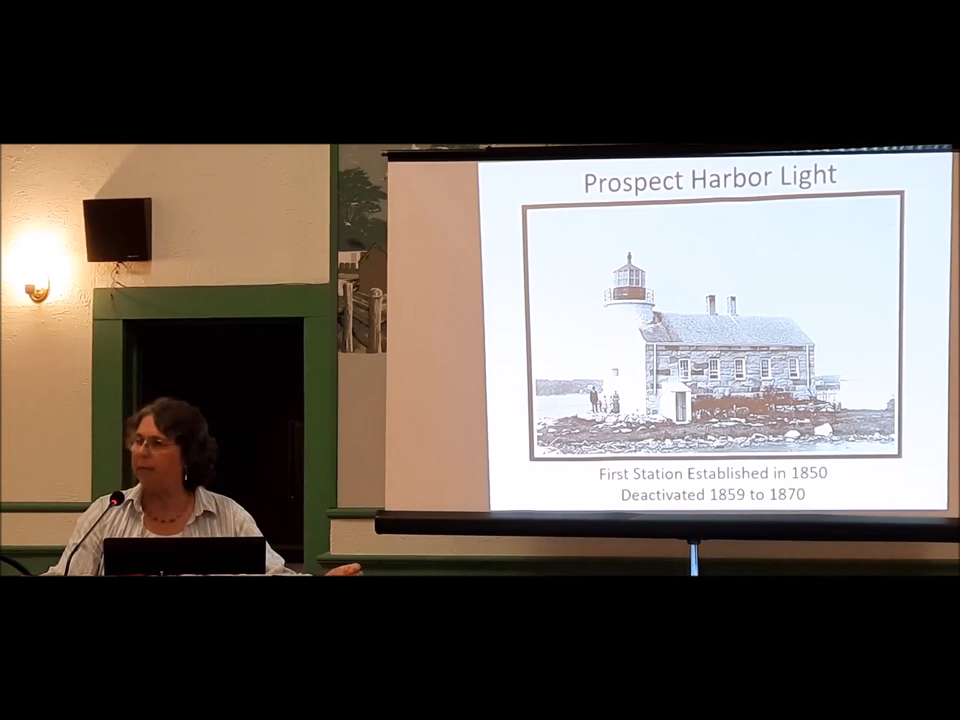 Prospect Harbor Light
First Station Established in 1850
Deactivated 1859 to 1870